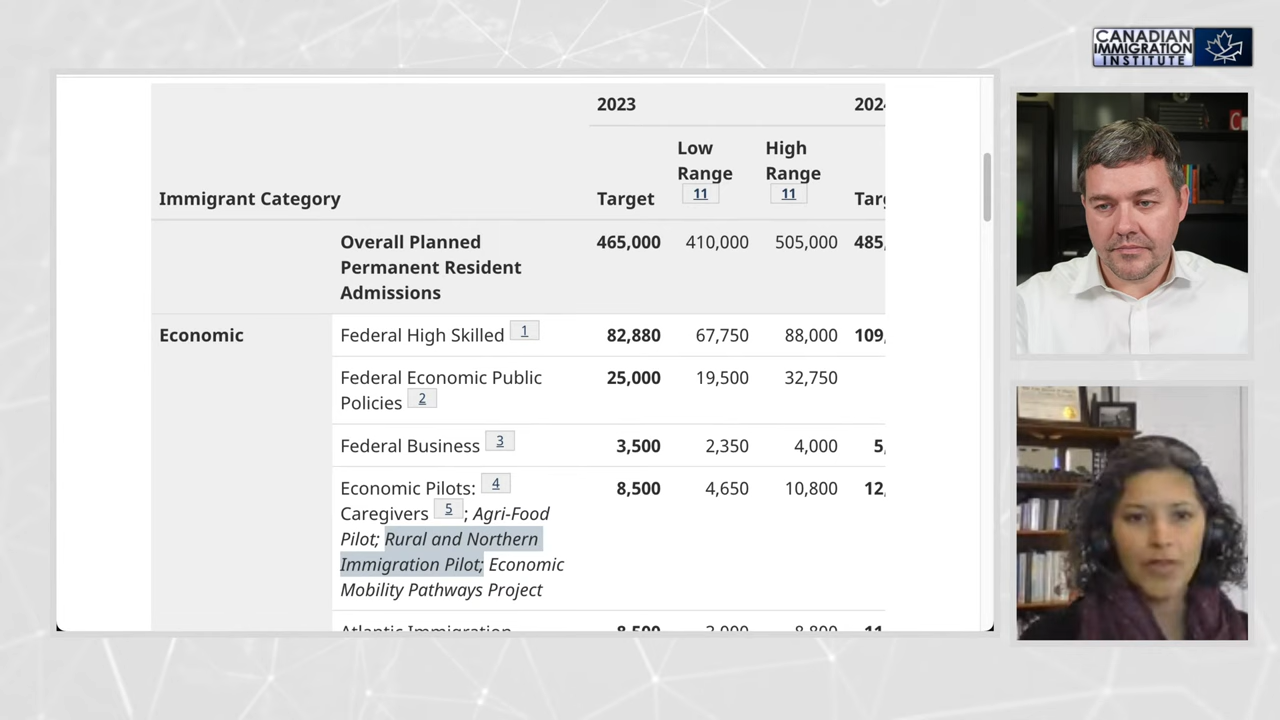 CANADIAN
IMMIGRATION
INSTITUTE
2023
Low
Range
11
High
Range
11
Immigrant Category
Target
Overall Planned
Permanent Resident
Admissions
465,000 410,000 505,000 485,
Economic
Federal High Skilled 1 82,880 67,750 88,000 109,
Federal Economic Public
Policies 2
25,000 19,500 32,750
Federal Business 3 3,500 2,350 4,000 5,
Economic Pilots: 4 8,500 4,650 10,800 12,
Caregivers 5 ; Agri-Food
Pilot; Rural and Northern
Immigration Pilot; Economic
Mobility Pathways Project